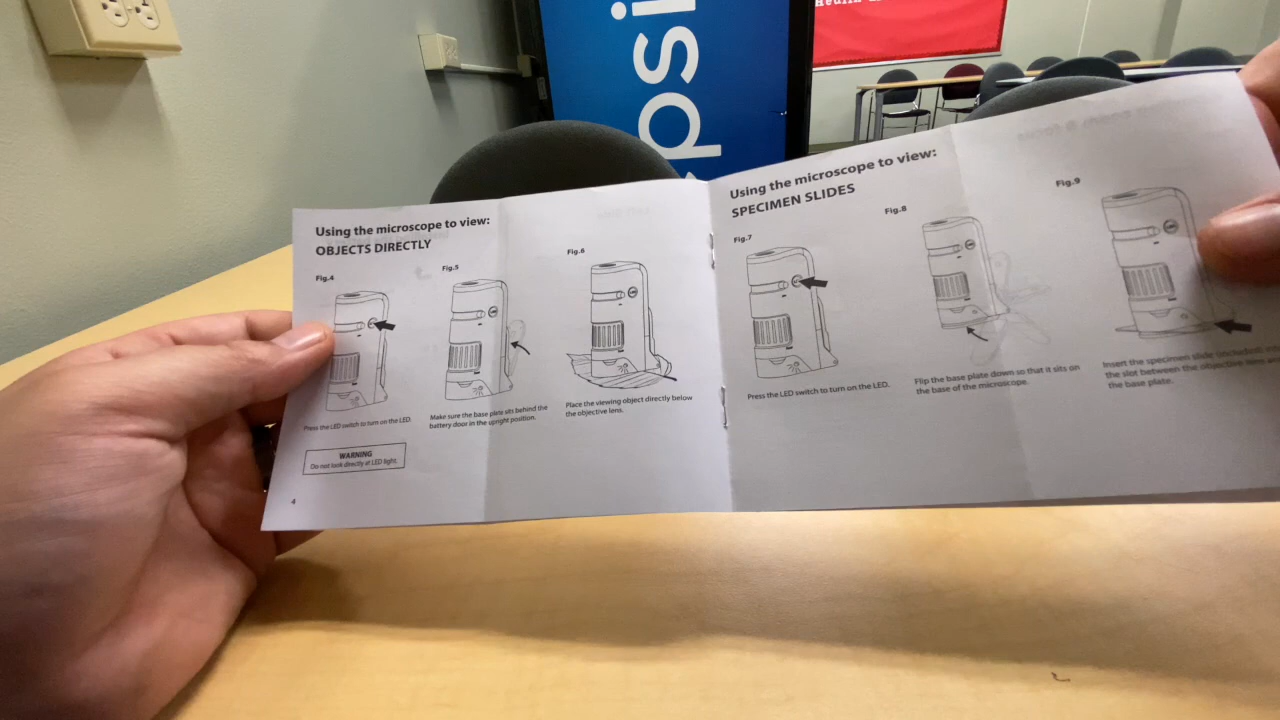 epsi
Using the microscope to view:
OBJECTS DIRECTLY
Fig.4
Fig.5
Fig.6
Press the LED switch to turn on the LED.
Make sure the base plate sits behind the
battery door in the upright position.
Place the viewing object directly below
the objective lens.
WARNING
Do not look directly at LED light.
4
Using the microscope to view:
SPECIMEN SLIDES
Fig.7
Fig.8
Fig.9
Press the LED switch to turn on the LED.
Flip the base plate down so that it sits on
the base of the microscope.
Insert the specimen slide (included)
the slot between the objective lens
the base plate.